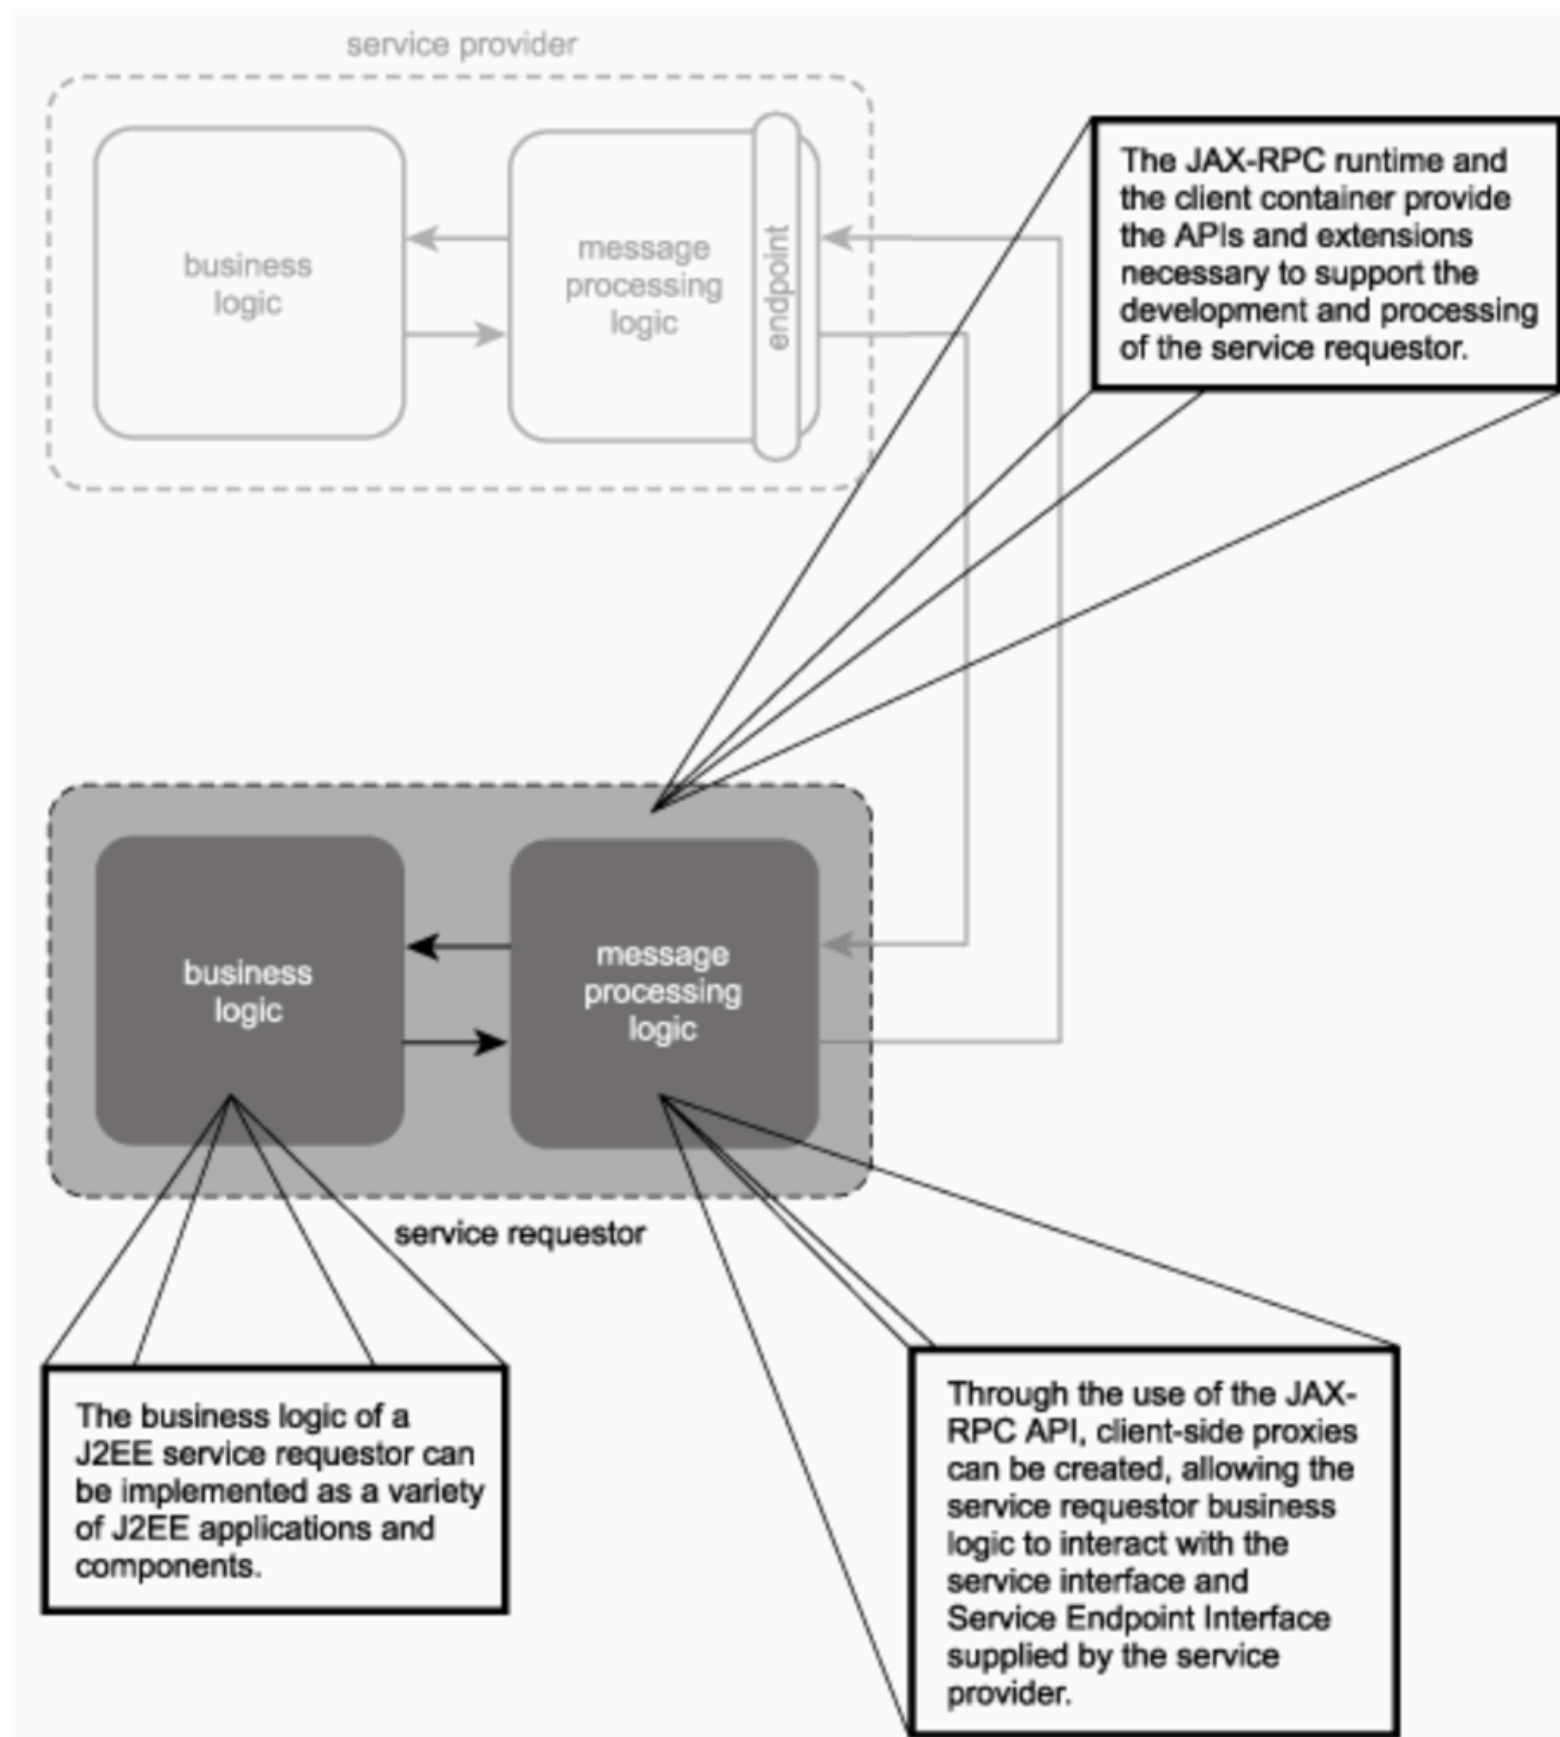 service provider
business
logic
message
processing
logic
endpoint
The JAX-RPC runtime and
the client container provide
the APIs and extensions
necessary to support the
development and processing
of the service requestor.
business
logic
message
processing
logic
service requestor
The business logic of a
J2EE service requestor can
be implemented as a variety
of J2EE applications and
components.
Through the use of the JAX-
RPC API, client-side proxies
can be created, allowing the
service requestor business
logic to interact with the
service interface and
Service Endpoint Interface
supplied by the service
provider.